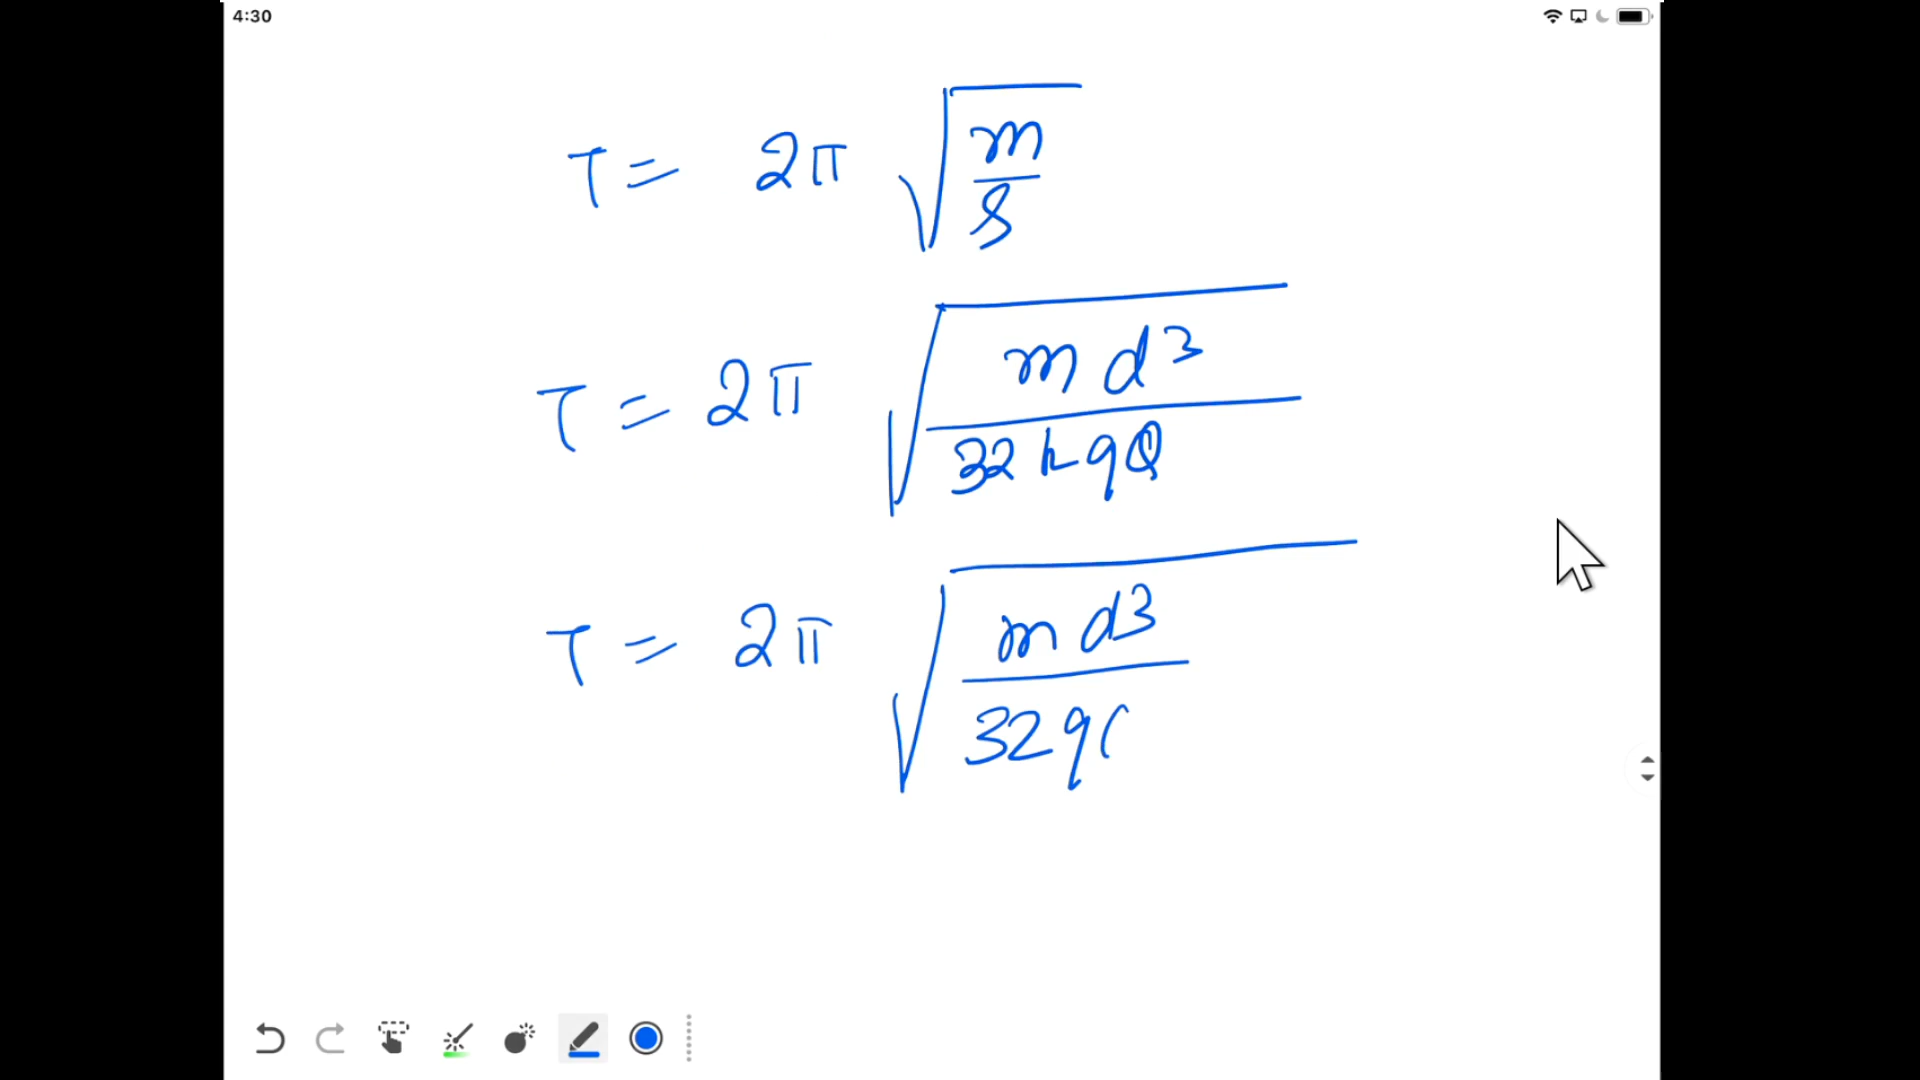 4:30
T = 2π √(m/s)
T = 2π √(md³/32kqQ)
T = 2π √(md³/32q(